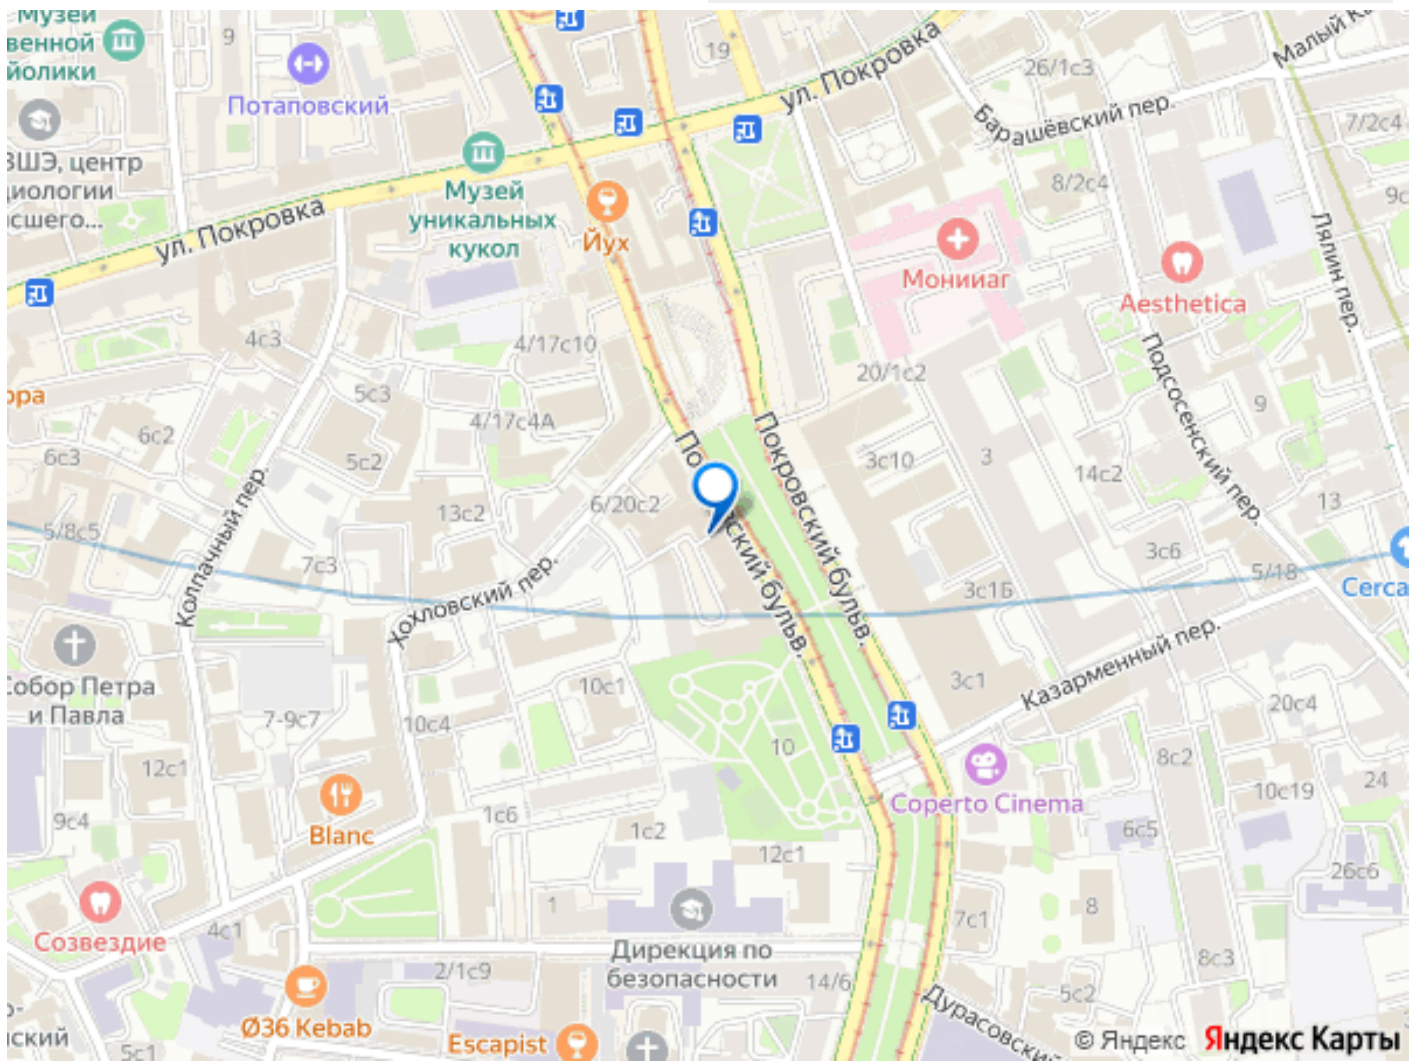 Музей
венной
йолики
9
Потаповский
19
ул. Покровка
26/1с3
Малый К
Барашёвский пер.
7/2с4
ВШЭ, центр
циологии
сшего...
Музей
уникальных
кукол
Йух
8/2с4
9с
Мониаг
Aesthetica
Лялин пер.
ул. Покровка
4с3
4/17с10
20/1с2
Подсосенский пер.
ора
5с3
4/17с4А
9
6с2
6с3
5с2
Покровский бульв.
Покровский бульв.
3с10
3
14с2
13
Колпачный пер.
13с2
6/20с2
5/8с5
7с3
3с6
5/18
3с1Б
Cerca
Хохловский пер.
Казарменный пер.
Собор Петра
и Павла
7-9с7
10с4
10с1
3с1
20с4
10
8с2
12с1
24
10с19
Coperto Cinema
Blanc
9с4
1с6
1с2
12с1
6с5
26с6
Созвездие
4с1
1
7с1
8
Дирекция по
безопасности
2/1с9
14/6
8с3
5с2
Ø36 Kebab
Escapist
ский
5с1
Дурасовский
© Яндекс Яндекс Карты